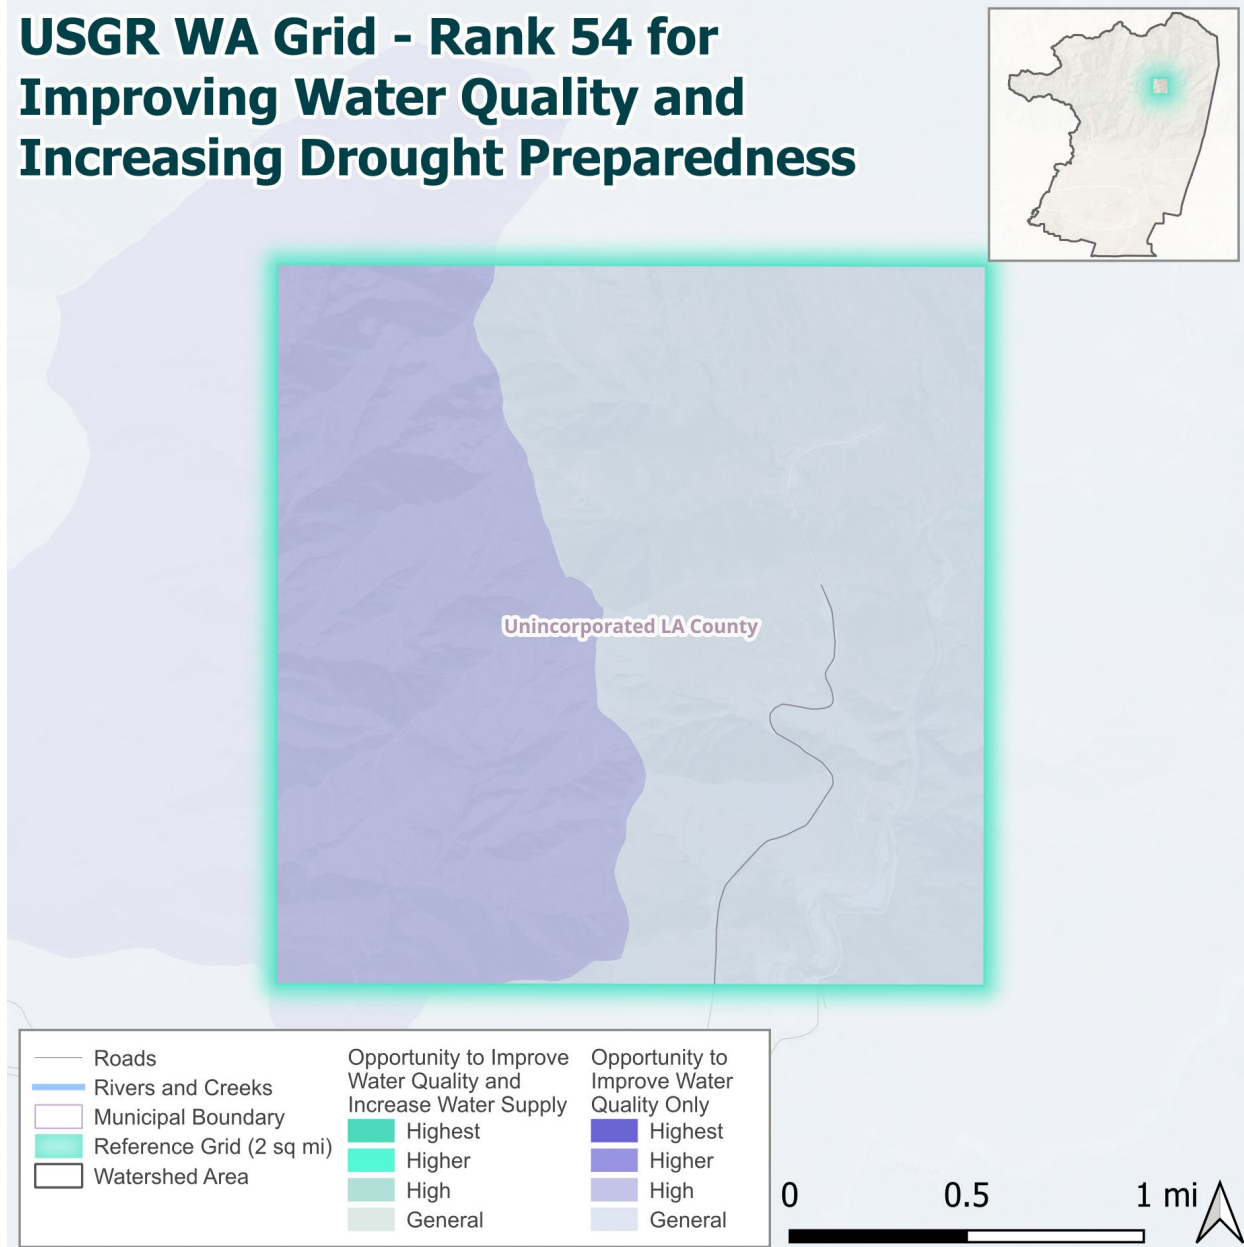 USGR WA Grid - Rank 54 for
Improving Water Quality and
Increasing Drought Preparedness
Unincorporated LA County
Roads
Rivers and Creeks
Municipal Boundary
Reference Grid (2 sq mi)
Watershed Area
Opportunity to Improve
Water Quality and
Increase Water Supply
Highest
Higher
High
General
Opportunity to
Improve Water
Quality Only
Highest
Higher
High
General
0 0.5 1 mi